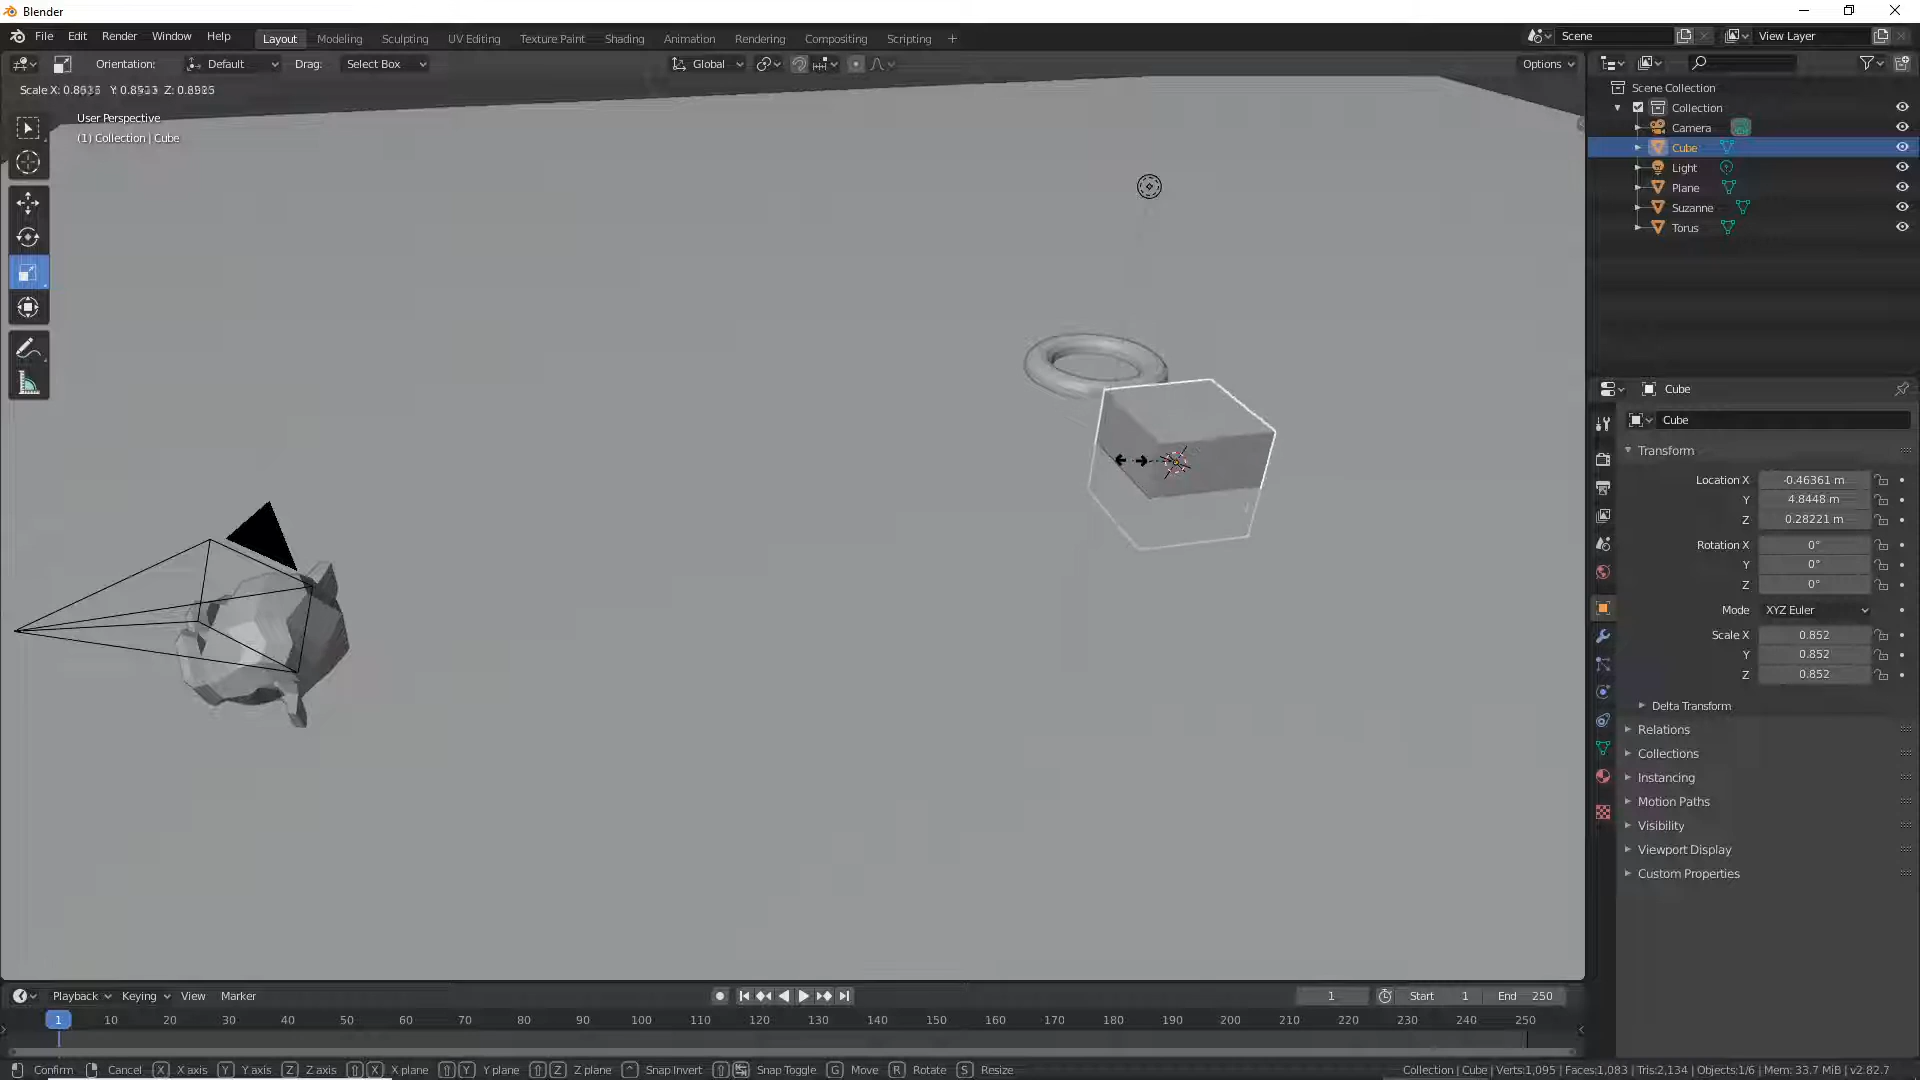 Blender
File Edit Render Window Help Layout Modeling Sculpting UV Editing Texture Paint Shading Animation Rendering Compositing Scripting + Scene View Layer
Orientation: Default Drag: Select Box Global Options
Scale X: Y: Z:
User Perspective
(1) Collection | Cube
Scene Collection
Collection
Camera
Cube
Light
Plane
Suzanne
Torus
Cube
Cube
Transform
Location X -0.46361 m
Y 4.8448 m
Z 0.28221 m
Rotation X 0°
Y 0°
Z 0°
Mode XYZ Euler
Scale X 0.852
Y 0.852
Z 0.852
Delta Transform
Relations
Collections
Instancing
Motion Paths
Visibility
Viewport Display
Custom Properties
Playback Keying View Marker 1 Start 1 End 250
1 10 20 30 40 50 60 70 80 90 100 110 120 130 140 150 160 170 180 190 200 210 220 230 240 250
Confirm Cancel X X axis Y Y axis Z Z axis X X plane Y Y plane Z Z plane ^ Snap Invert Snap Toggle G Move R Rotate S Resize Collection | Cube | Verts:1,095 | Faces:1,083 | Tris:2,134 | Objects:1/6 | Mem: 33.7 MiB | v2.82.7